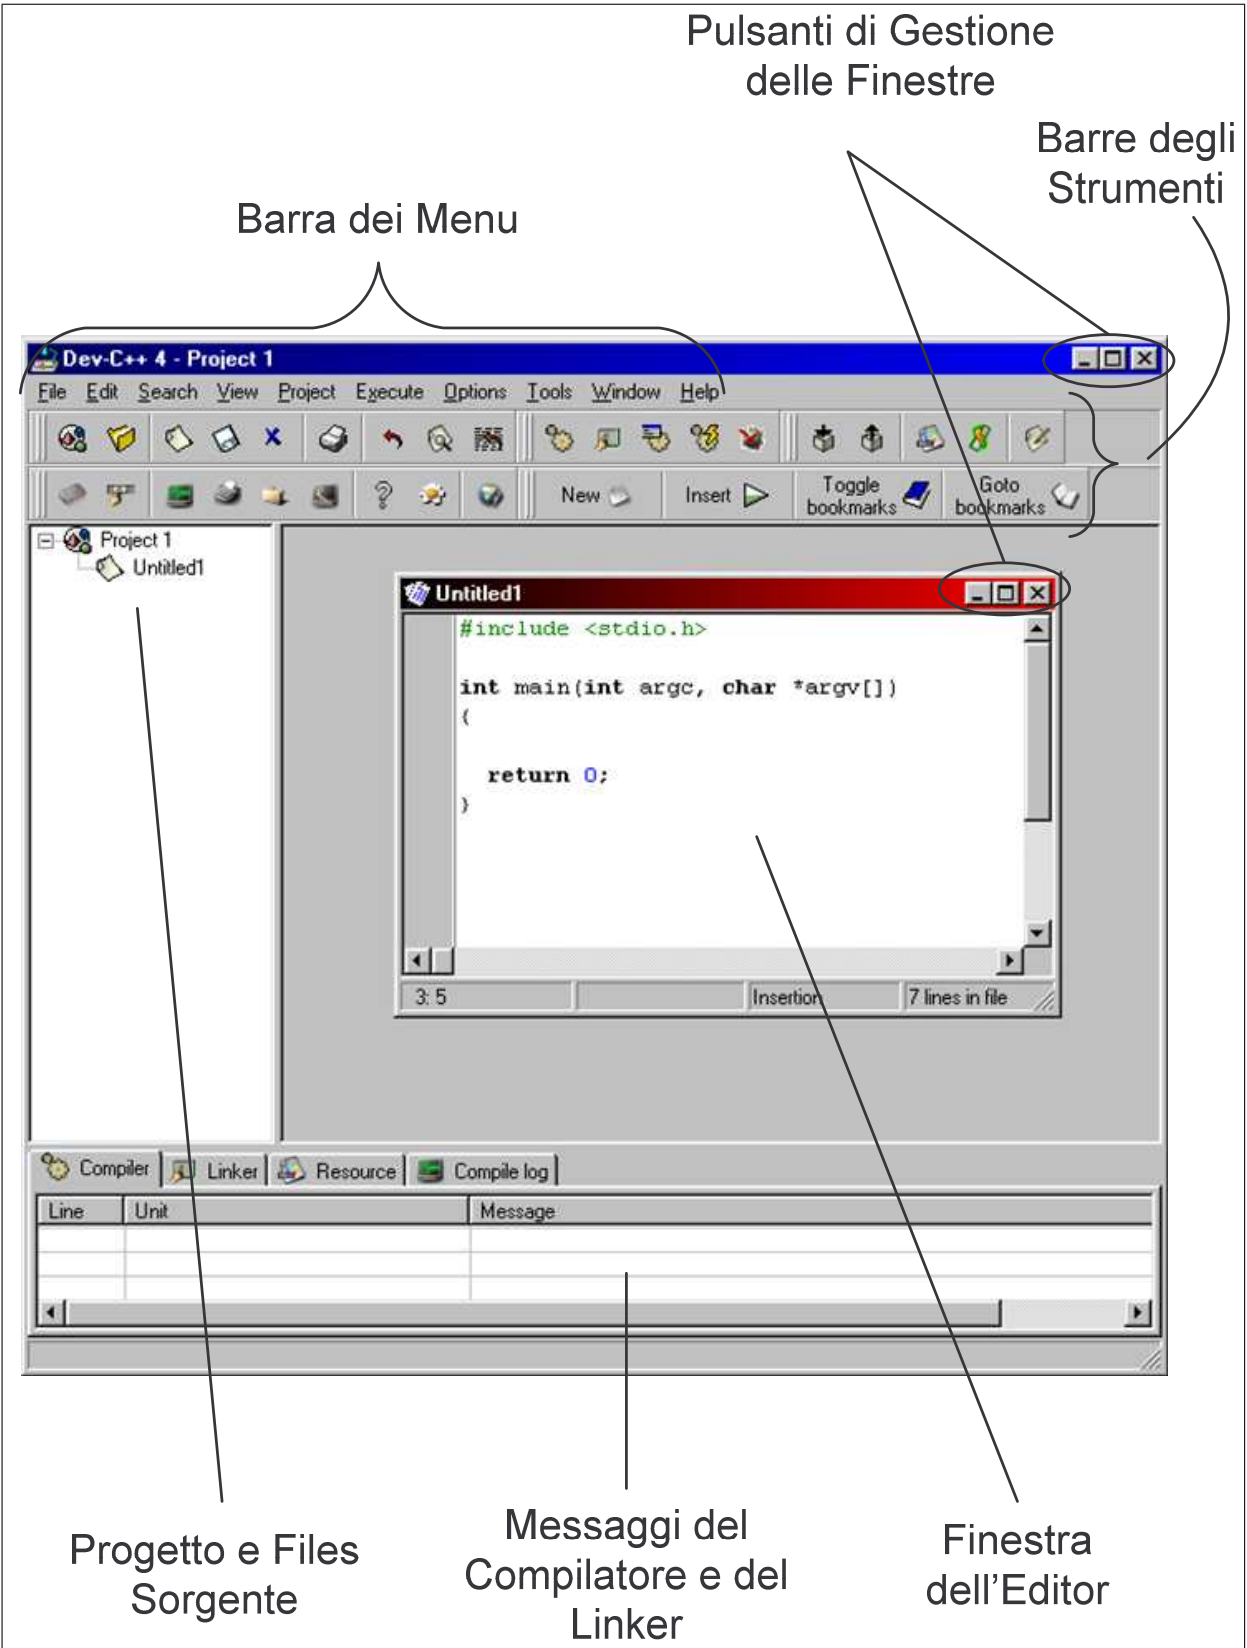 Pulsanti di Gestione
delle Finestre
Barre degli
Strumenti
Barra dei Menu
Dev-C++ 4 - Project 1
File Edit Search View Project Execute Options Tools Window Help
New Insert Toggle bookmarks Goto bookmarks
Project 1
Untitled1
Untitled1
#include <stdio.h>
int main(int argc, char *argv[])
{
return 0;
}
3: 5 Insertion 7 lines in file
Compiler Linker Resource Compile log
Line Unit Message
Progetto e Files
Sorgente
Messaggi del
Compilatore e del
Linker
Finestra
dell'Editor